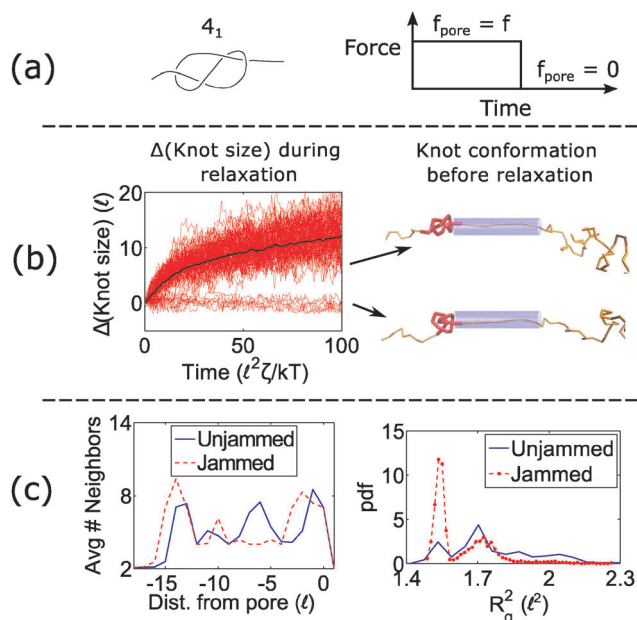 (a)
4₁
Force
f_pore = f
f_pore = 0
Time
(b)
Δ(Knot size) during
relaxation
Knot conformation
before relaxation
Δ(Knot size) (ℓ)
20
10
0
0
50
100
Time (ℓ²ζ/kT)
(c)
Avg # Neighbors
14
8
2
Unjammed
Jammed
-15
-10
-5
0
Dist. from pore (ℓ)
pdf
15
10
5
0
Unjammed
Jammed
1.4
1.7
2
2.3
R_g² (ℓ²)